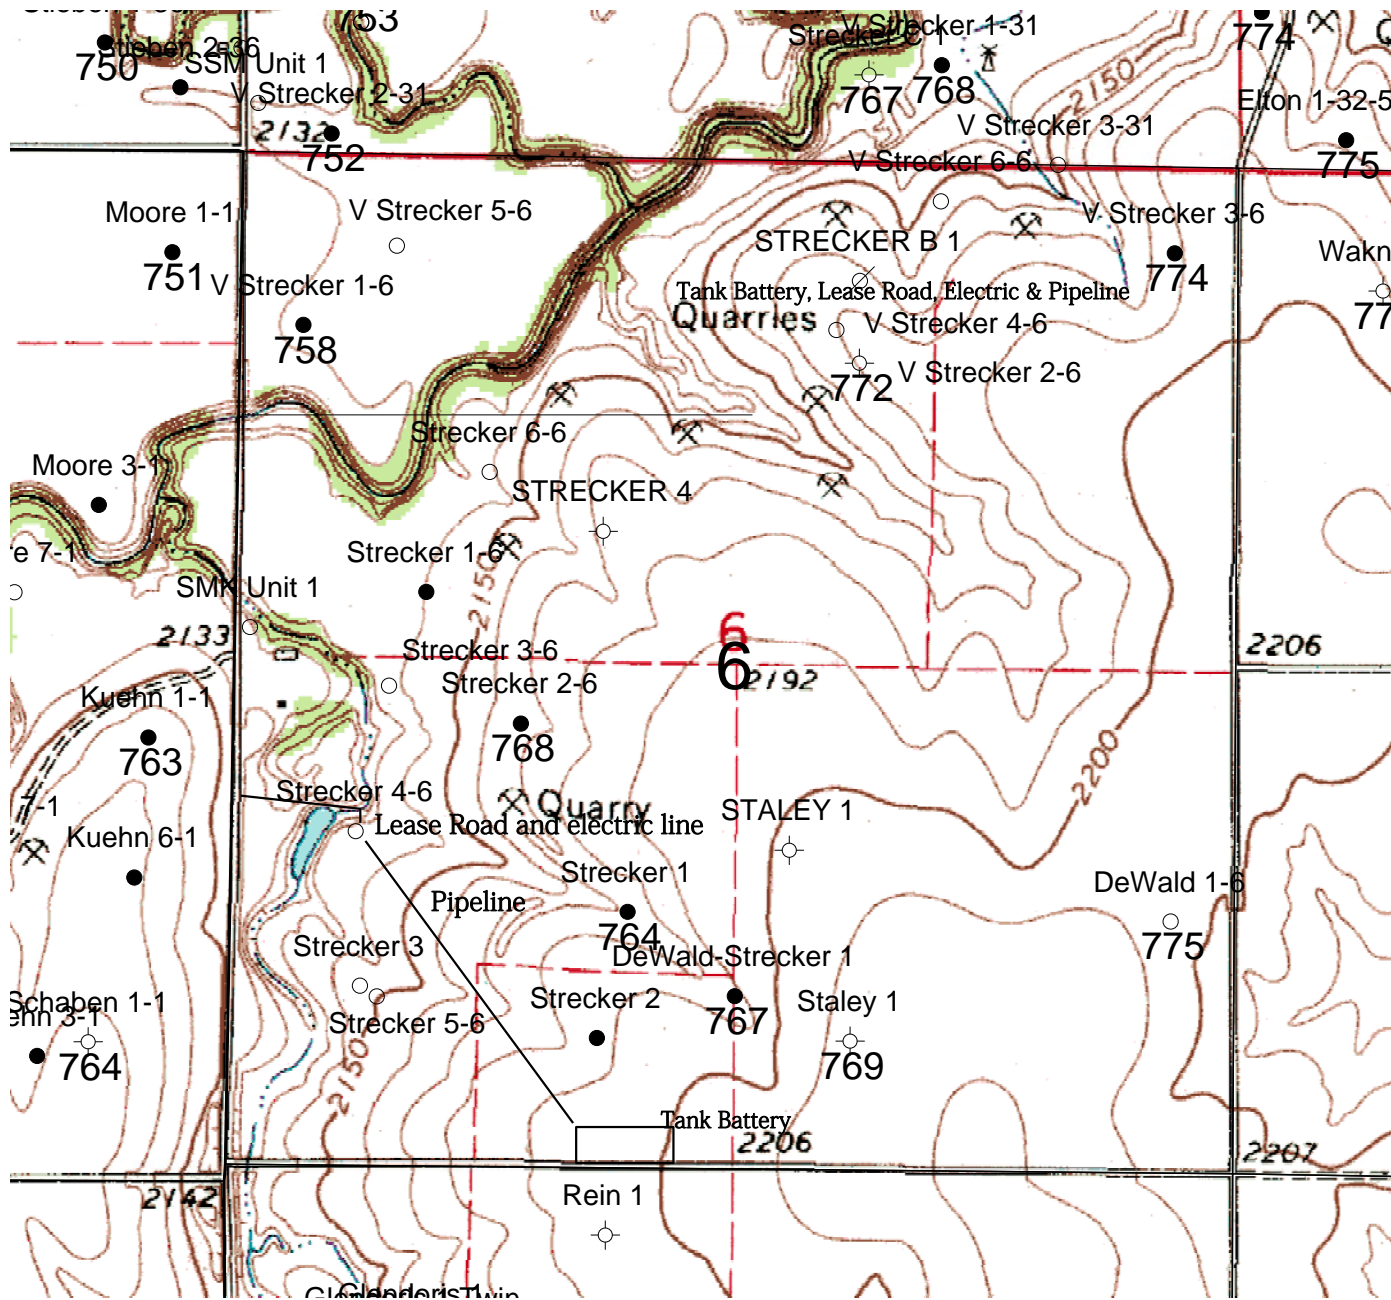 753
V Strecker 1-31
Strecker C 1
774
Stieben 2-36
750
SSM Unit 1
767
768
2150
V Strecker 2-31
Elton 1-32-5
2132
752
V Strecker 3-31
775
V Strecker 6-6
Moore 1-1
V Strecker 5-6
V Strecker 3-6
STRECKER B 1
751
774
V Strecker 1-6
Tank Battery, Lease Road, Electric & Pipeline
Quarries
V Strecker 4-6
758
772
V Strecker 2-6
Strecker 6-6
Moore 3-1
STRECKER 4
Strecker 1-6
2150
SMK Unit 1
2133
6
6
2206
Strecker 3-6
2192
Strecker 2-6
Kuehn 1-1
763
768
2200
Strecker 4-6
Quarry
STALEY 1
Lease Road and electric line
Kuehn 6-1
Strecker 1
DeWald 1-6
Pipeline
764
775
Strecker 3
DeWald-Strecker 1
Schaben 1-1
Strecker 2
Staley 1
Strecker 5-6
767
764
769
2150
Tank Battery
2206
2207
2142
Rein 1